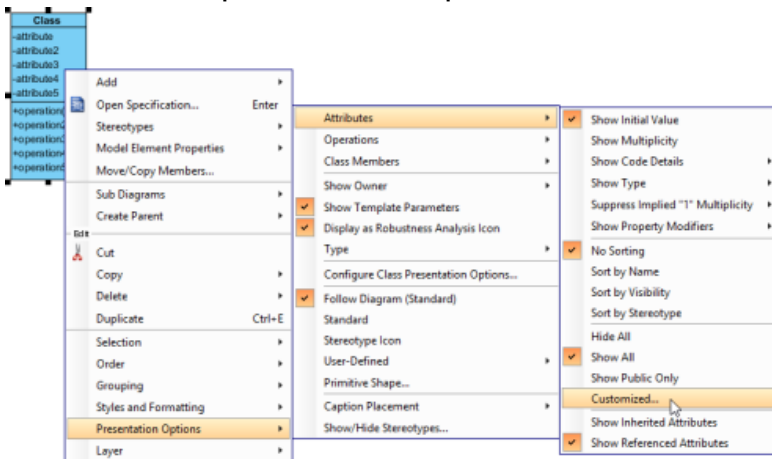 Class
-attribute
-attribute2
-attribute3
-attribute4
-attribute5
+operation(
+operation2
+operation3
+operation4
+operation5
Add
Open Specification... Enter
Stereotypes
Model Element Properties
Move/Copy Members...
Sub Diagrams
Create Parent
Edit
Cut
Copy
Delete
Duplicate Ctrl+E
Selection
Order
Grouping
Styles and Formatting
Presentation Options
Layer
Attributes
Operations
Class Members
Show Owner
Show Template Parameters
Display as Robustness Analysis Icon
Type
Configure Class Presentation Options...
Follow Diagram (Standard)
Standard
Stereotype Icon
User-Defined
Primitive Shape...
Caption Placement
Show/Hide Stereotypes...
Show Initial Value
Show Multiplicity
Show Code Details
Show Type
Suppress Implied "1" Multiplicity
Show Property Modifiers
No Sorting
Sort by Name
Sort by Visibility
Sort by Stereotype
Hide All
Show All
Show Public Only
Customized...
Show Inherited Attributes
Show Referenced Attributes